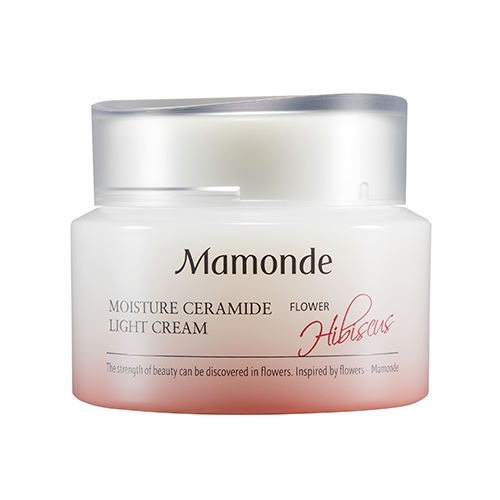 Mamonde
MOISTURE CERAMIDE
LIGHT CREAM
FLOWER
Hibiscus
The strength of beauty can be discovered in flowers. Inspired by flowers - Mamonde